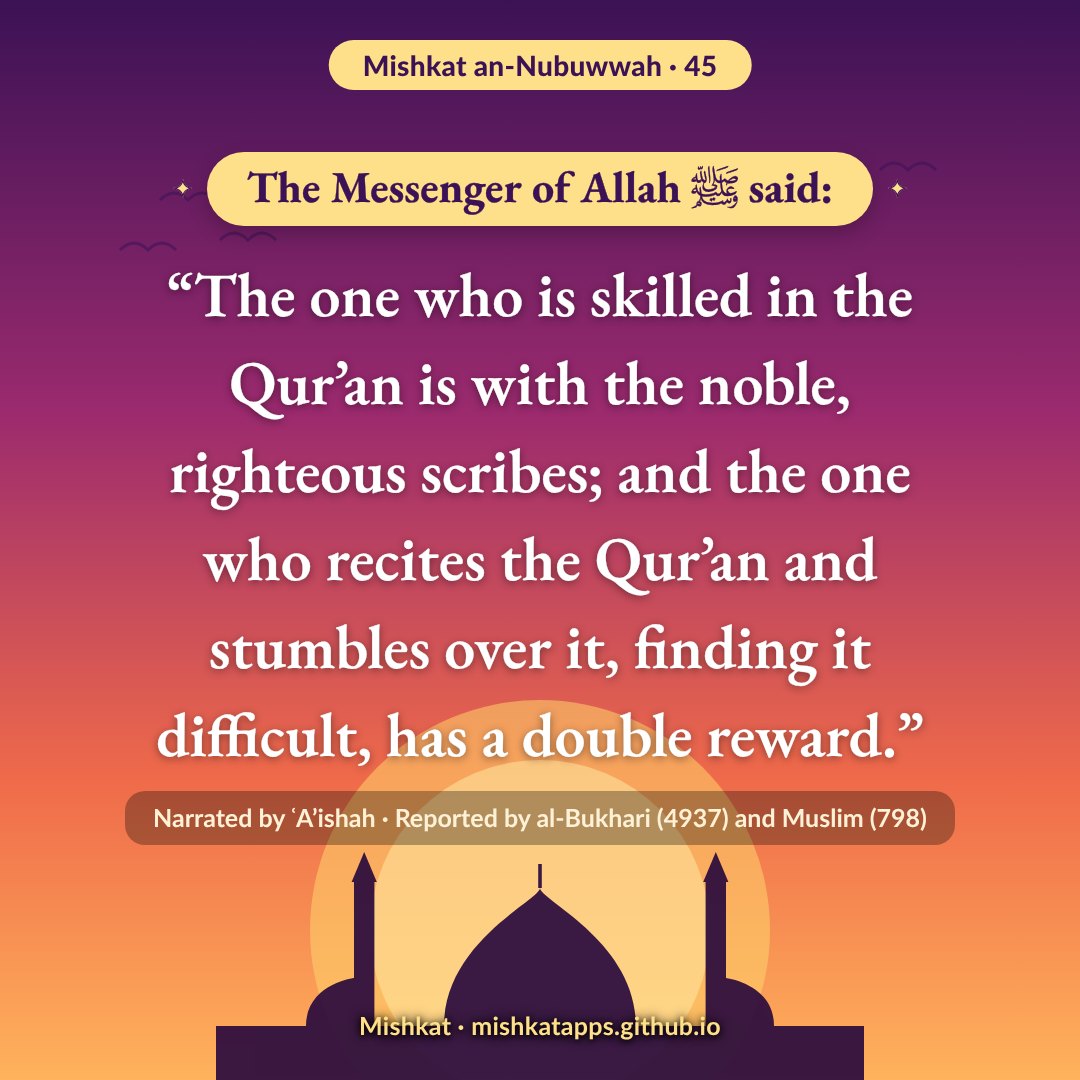 Mishkat an-Nubuwwah · 45
The Messenger of Allah ﷺ said:
“The one who is skilled in the
Qur’an is with the noble,
righteous scribes; and the one
who recites the Qur’an and
stumbles over it, finding it
difficult, has a double reward.”
Narrated by ʿA’ishah · Reported by al-Bukhari (4937) and Muslim (798)
Mishkat · mishkatapps.github.io